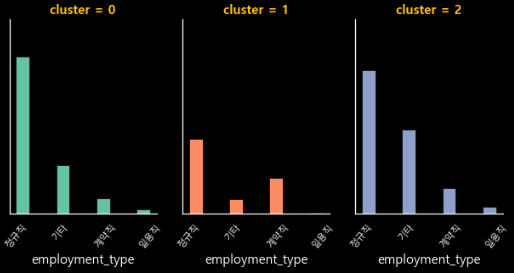 cluster = 0
cluster = 1
cluster = 2
정규직
기타
계약직
일용직
정규직
기타
계약직
일용직
정규직
기타
계약직
일용직
employment_type
employment_type
employment_type